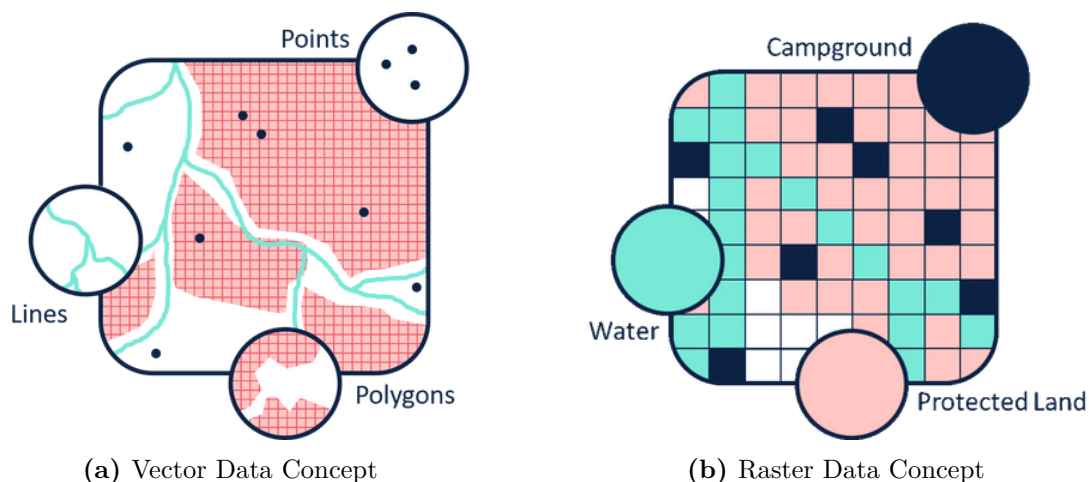 Points
Lines
Polygons
(a) Vector Data Concept
Campground
Water
Protected Land
(b) Raster Data Concept